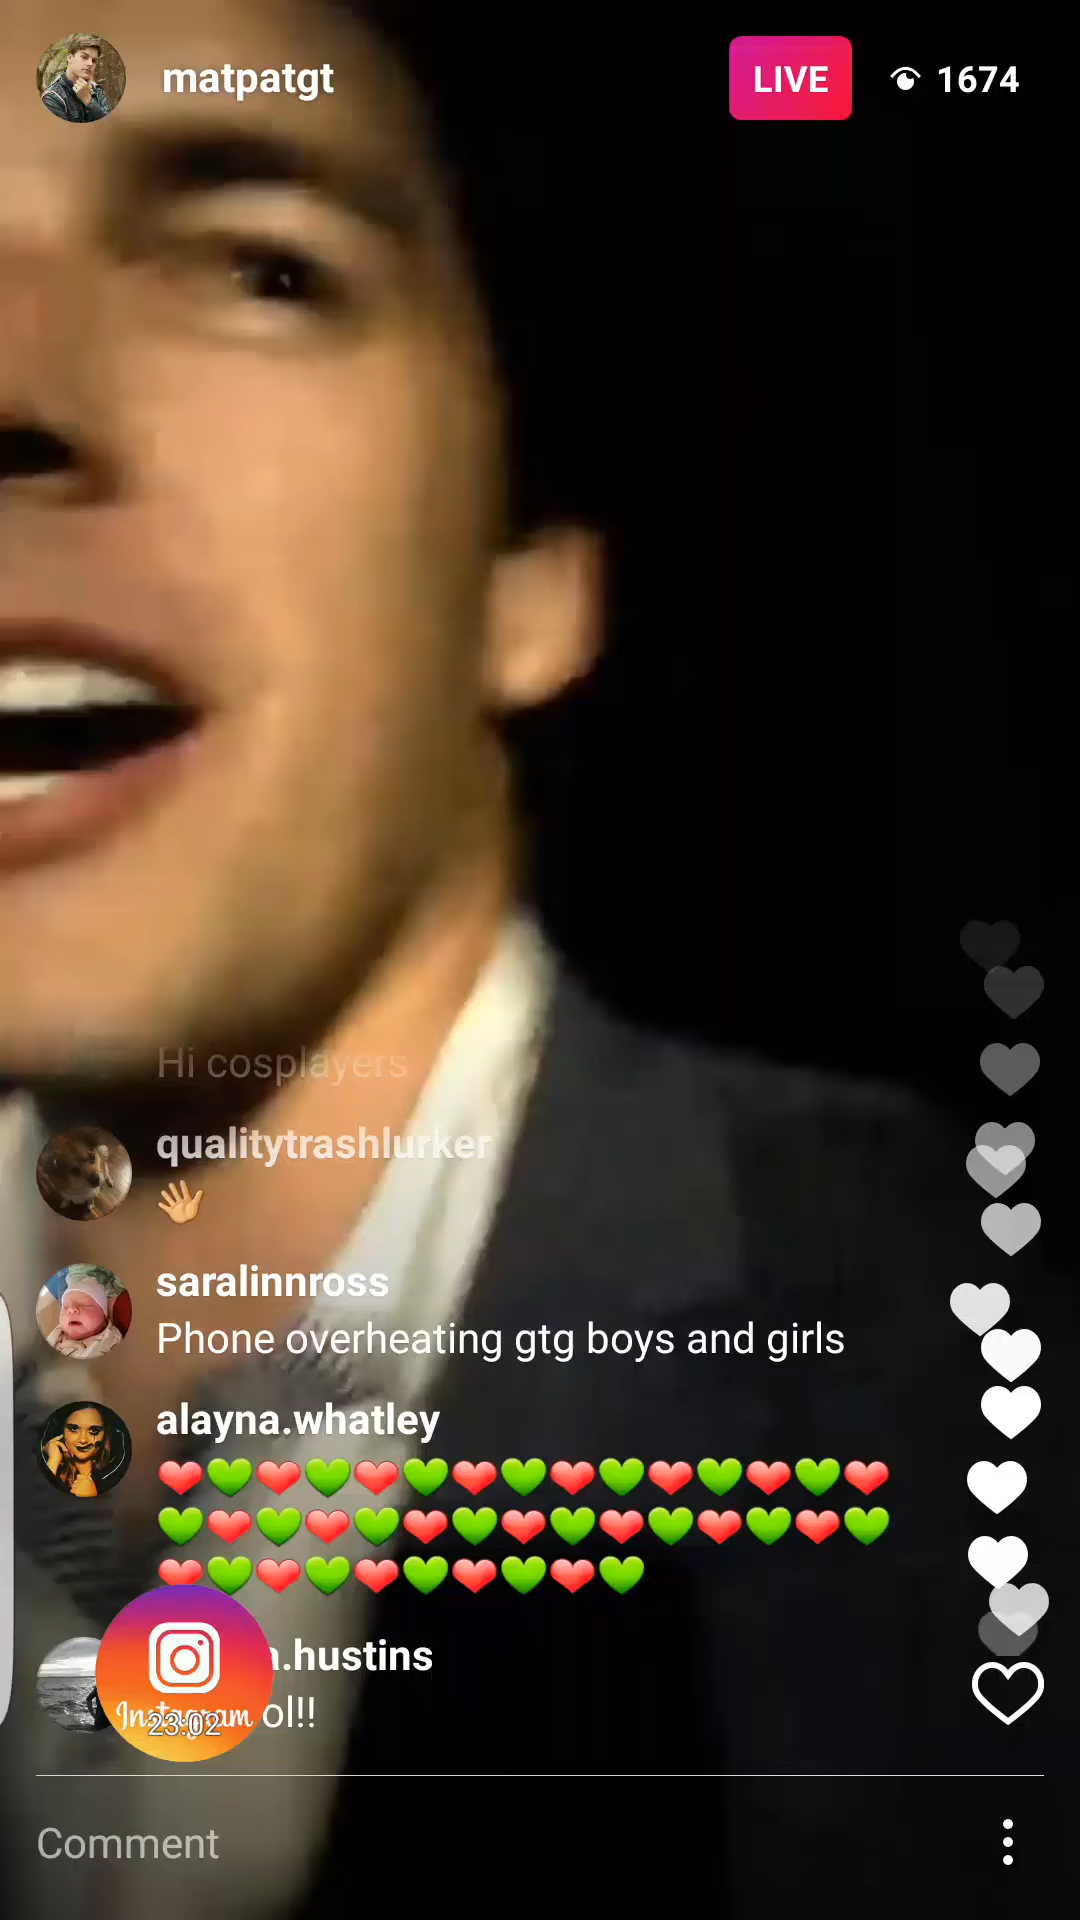 matpatgt
LIVE
1674
Hi cosplayers
qualitytrashlurker
saralinnross
Phone overheating gtg boys and girls
alayna.whatley
a.hustins
ol!!
Instagram
23:02
Comment